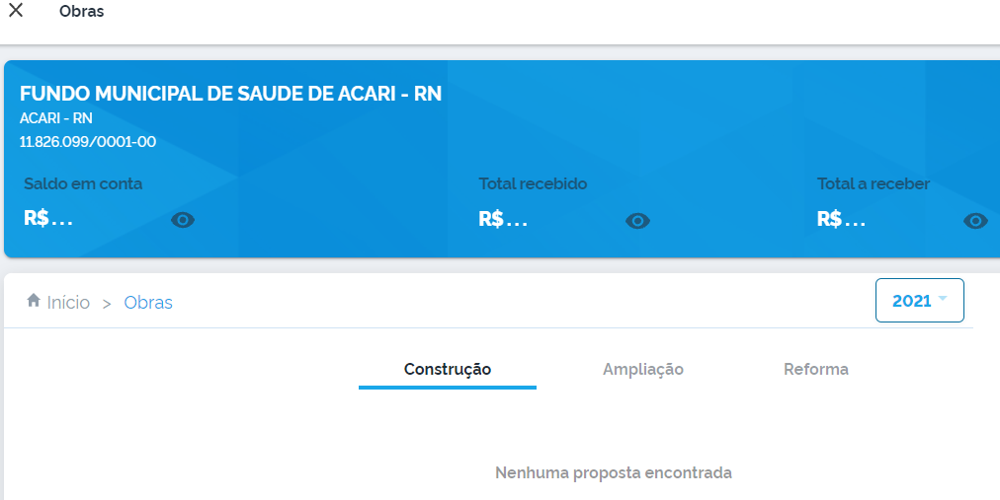 Obras
FUNDO MUNICIPAL DE SAUDE DE ACARI - RN
ACARI - RN
11.826.099/0001-00
Saldo em conta
R$ . . .
Total recebido
R$ . . .
Total a receber
R$ . . .
Início > Obras
2021
Construção
Ampliação
Reforma
Nenhuma proposta encontrada